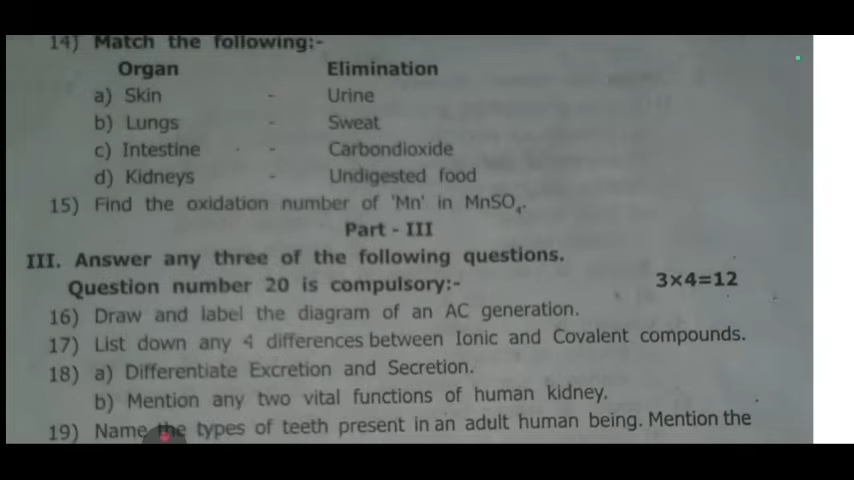 14) Match the following:-
Organ Elimination
a) Skin - Urine
b) Lungs - Sweat
c) Intestine - Carbondioxide
d) Kidneys - Undigested food
15) Find the oxidation number of 'Mn' in MnSO₄.
Part - III
III. Answer any three of the following questions.
Question number 20 is compulsory:- 3×4=12
16) Draw and label the diagram of an AC generation.
17) List down any 4 differences between Ionic and Covalent compounds.
18) a) Differentiate Excretion and Secretion.
b) Mention any two vital functions of human kidney.
19) Name the types of teeth present in an adult human being. Mention the